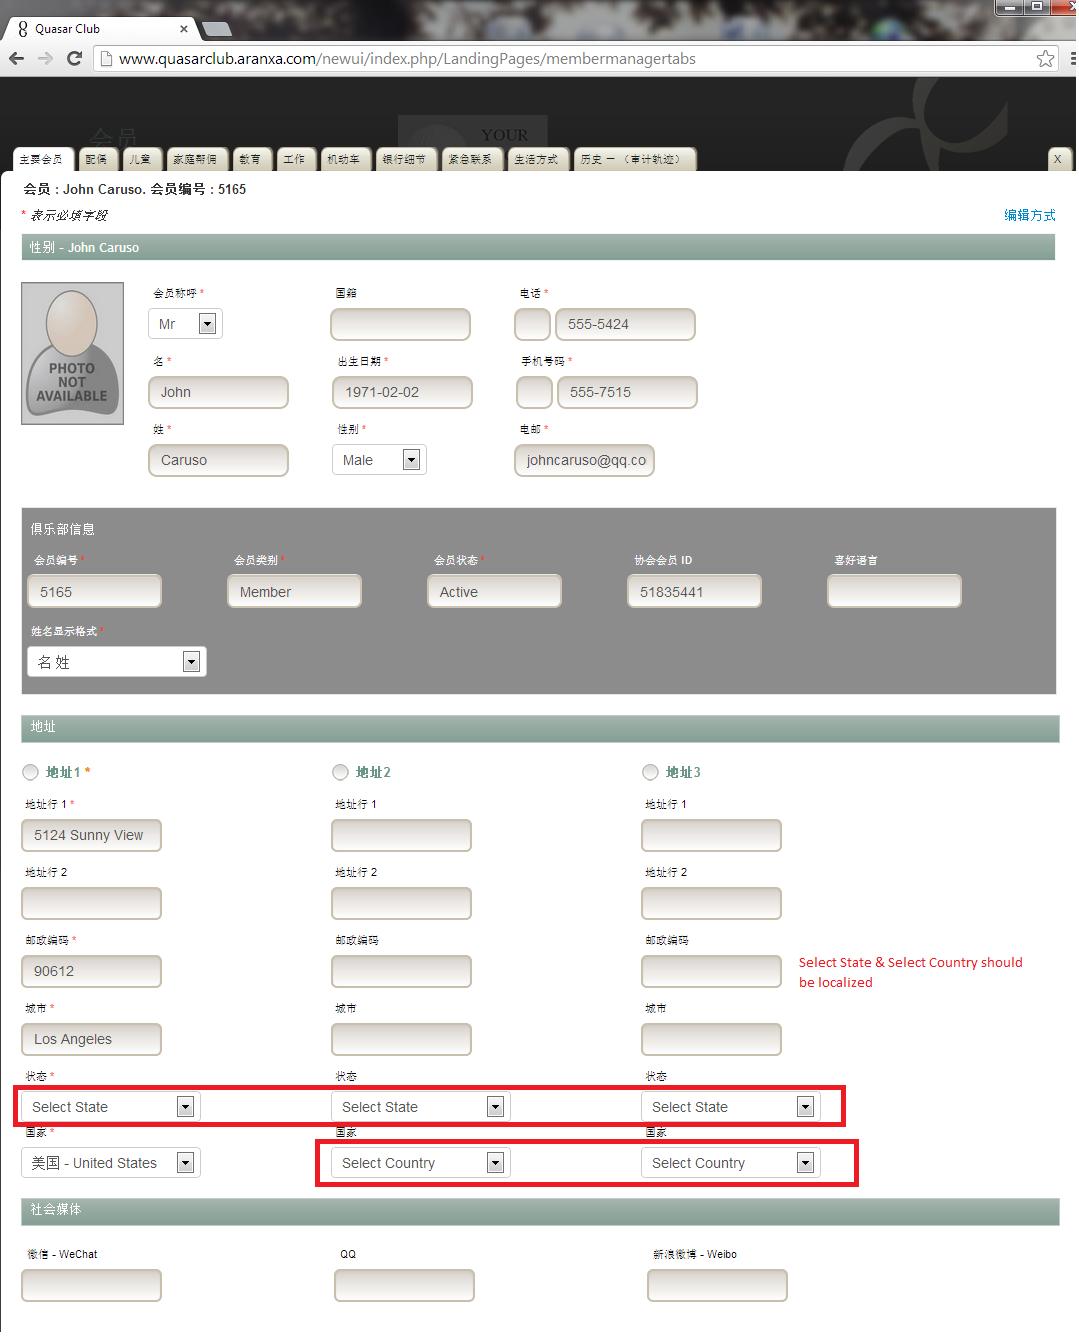 Quasar Club
www.quasarclub.aranxa.com/newui/index.php/LandingPages/membermanagertabs
会员
YOUR
主要会员 配偶 儿童 家庭帮佣 教育 工作 机动车 银行细节 紧急联系 生活方式 历史 － （审计轨迹） X
会员 : John Caruso. 会员编号 : 5165
* 表示必填字段 编辑方式
性别 - John Caruso
会员称呼 * 国籍 电话 *
Mr 555-5424
PHOTO NOT AVAILABLE
名 * 出生日期 * 手机号码 *
John 1971-02-02 555-7515
姓 * 性别 * 电邮 *
Caruso Male johncaruso@qq.co
俱乐部信息
会员编号 * 会员类别 * 会员状态 * 协会会员 ID 喜好语言
5165 Member Active 51835441
姓名显示格式 *
名 姓
地址
地址1 * 地址2 地址3
地址行 1 * 地址行 1 地址行 1
5124 Sunny View
地址行 2 地址行 2 地址行 2
邮政编码 * 邮政编码 邮政编码
90612
Select State & Select Country should
be localized
城市 * 城市 城市
Los Angeles
状态 * 状态 状态
Select State Select State Select State
国家 * 国家 国家
美国 - United States Select Country Select Country
社会媒体
微信 - WeChat QQ 新浪微博 - Weibo